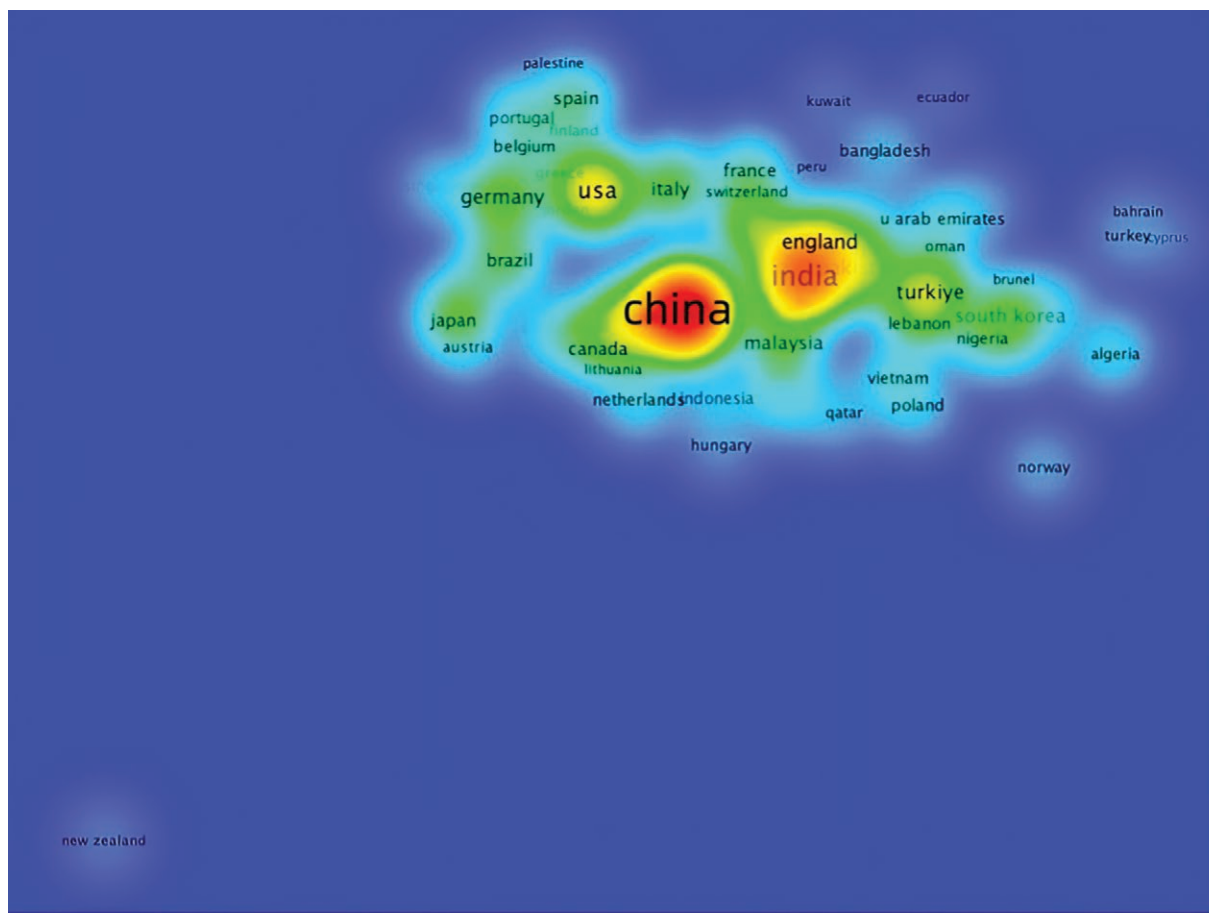 palestine
spain
portugal
finland
belgium
greece
germany
usa
italy
france
switzerland
peru
kuwait
ecuador
bangladesh
u arab emirates
oman
bahrain
turkey
cyprus
england
india
brazil
china
turkiye
brunel
lebanon
south korea
nigeria
japan
austria
canada
lithuania
malaysia
algeria
vietnam
netherlands
indonesia
qatar
poland
hungary
norway
new zealand